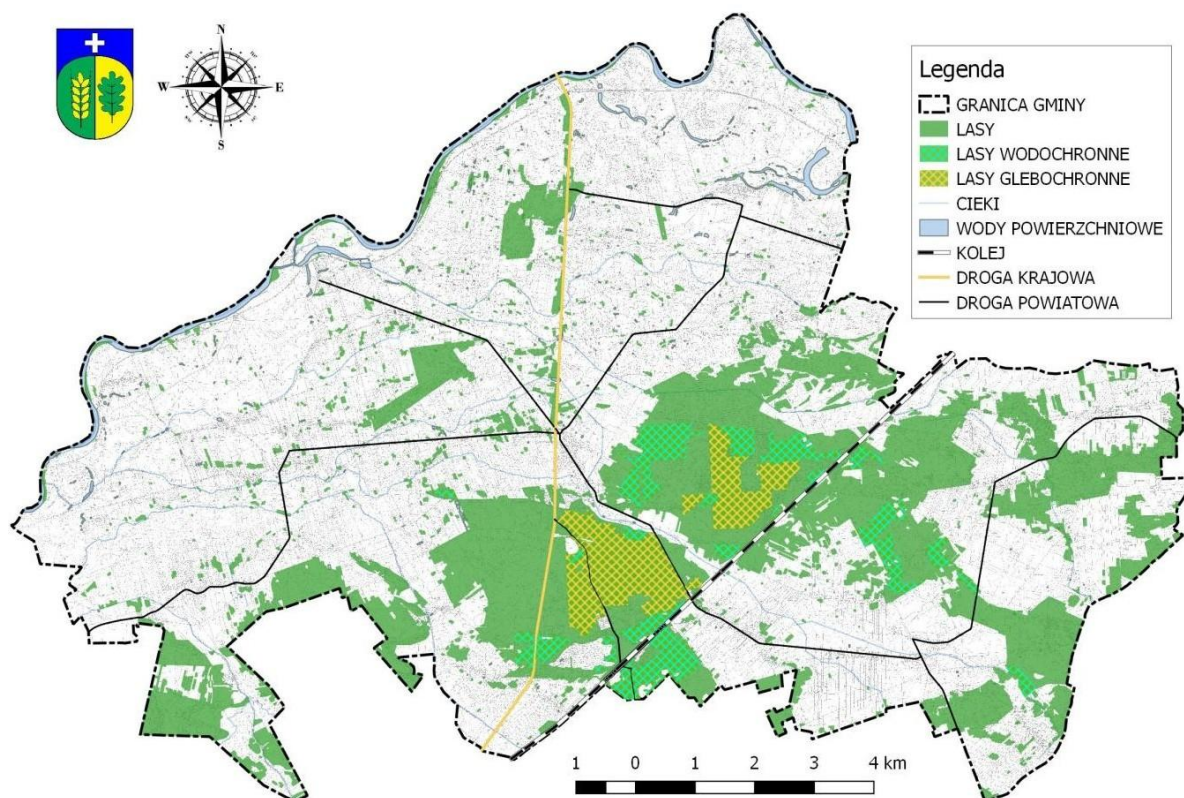 N
W
E
S
Legenda
GRANICA GMINY
LASY
LASY WODOCHRONNE
LASY GLEBOCHRONNE
CIEKI
WODY POWIERZCHNIOWE
KOLEJ
DROGA KRAJOWA
DROGA POWIATOWA
1 0 1 2 3 4 km